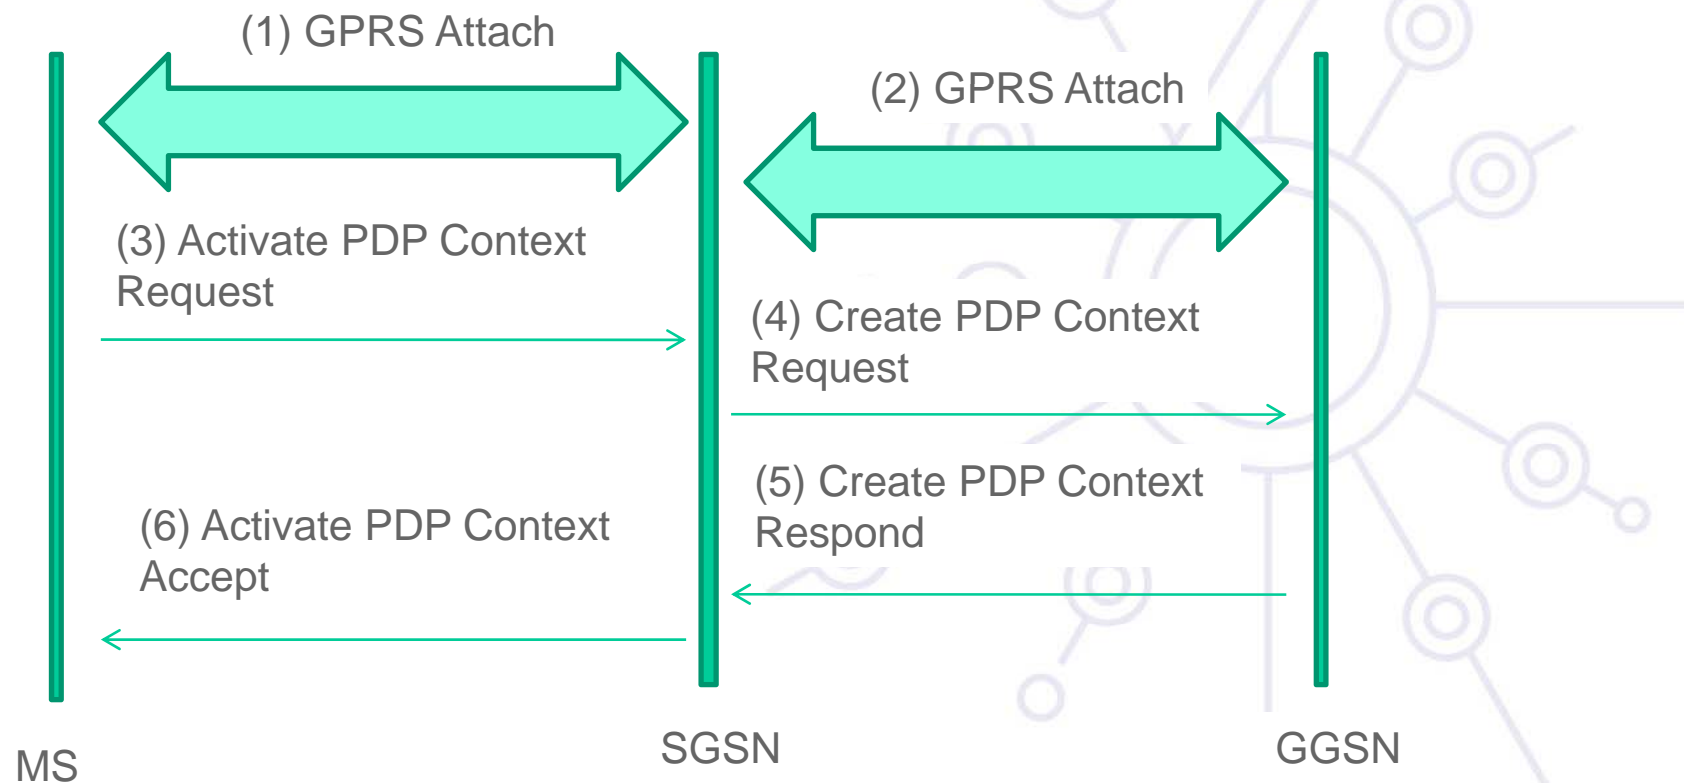 (1) GPRS Attach
(2) GPRS Attach
(3) Activate PDP Context
Request
(4) Create PDP Context
Request
(5) Create PDP Context
Respond
(6) Activate PDP Context
Accept
MS
SGSN
GGSN